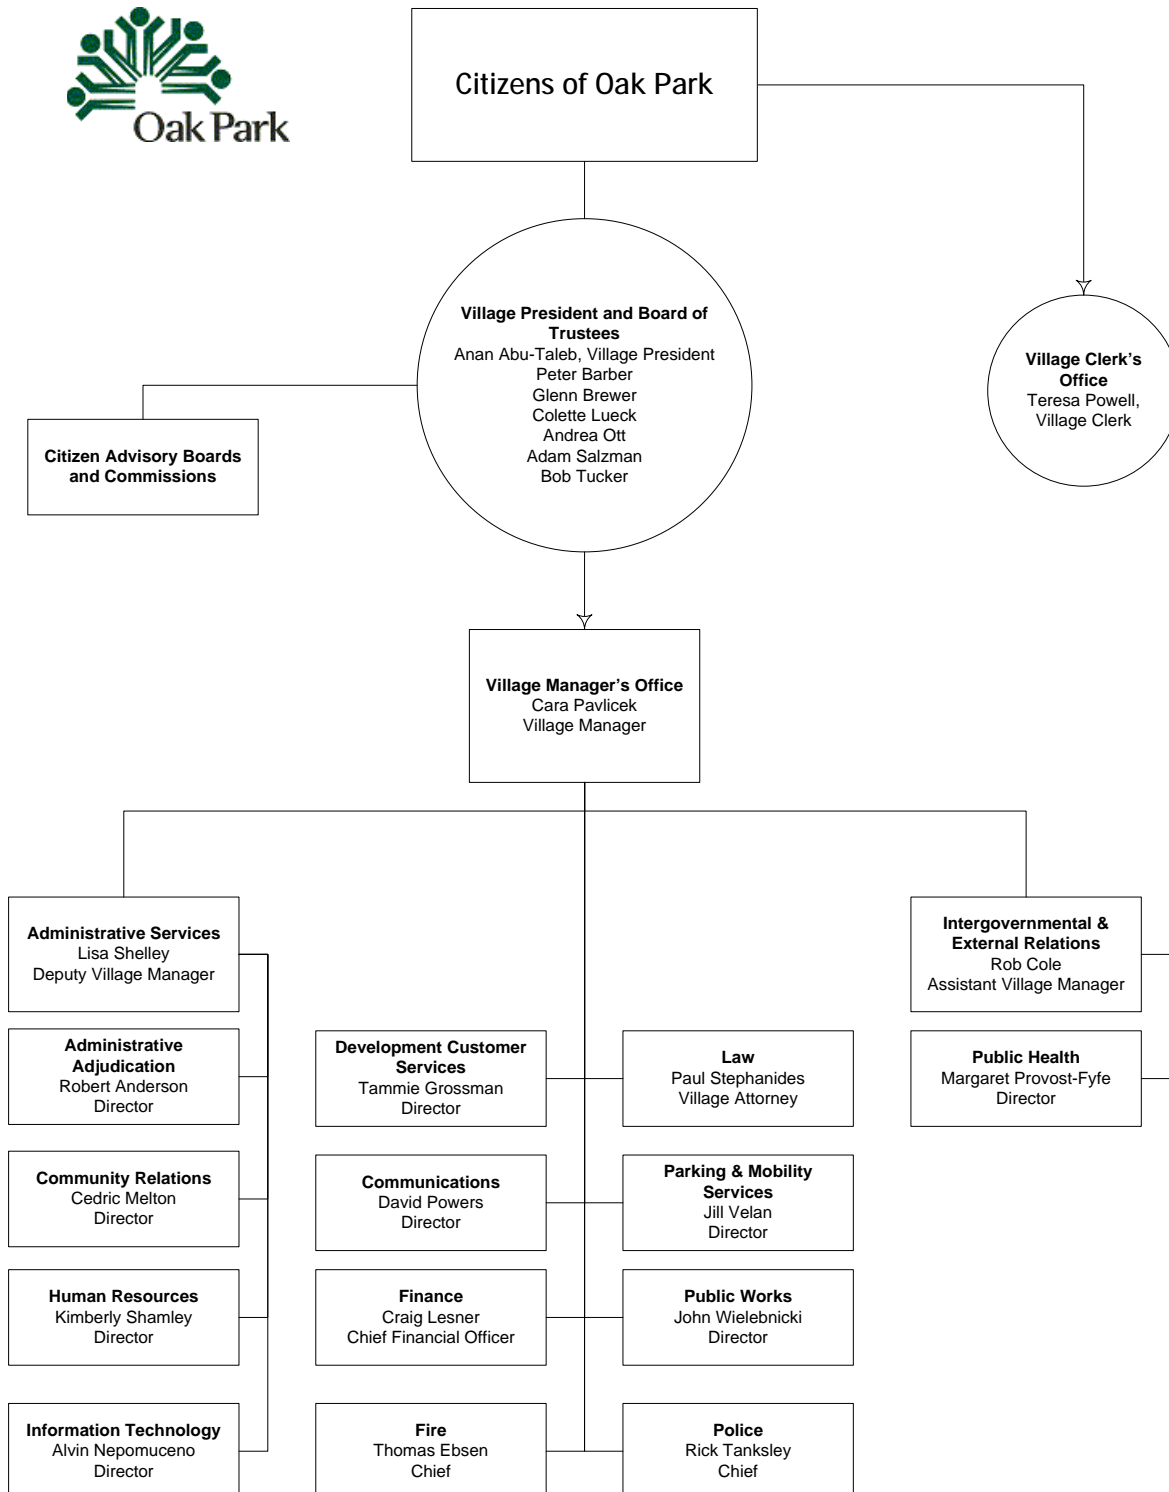 Oak Park
Citizens of Oak Park
Village President and Board of
Trustees
Anan Abu-Taleb, Village President
Peter Barber
Glenn Brewer
Colette Lueck
Andrea Ott
Adam Salzman
Bob Tucker
Village Clerk's
Office
Teresa Powell,
Village Clerk
Citizen Advisory Boards
and Commissions
Village Manager's Office
Cara Pavlicek
Village Manager
Administrative Services
Lisa Shelley
Deputy Village Manager
Intergovernmental &
External Relations
Rob Cole
Assistant Village Manager
Administrative
Adjudication
Robert Anderson
Director
Development Customer
Services
Tammie Grossman
Director
Law
Paul Stephanides
Village Attorney
Public Health
Margaret Provost-Fyfe
Director
Community Relations
Cedric Melton
Director
Communications
David Powers
Director
Parking & Mobility
Services
Jill Velan
Director
Human Resources
Kimberly Shamley
Director
Finance
Craig Lesner
Chief Financial Officer
Public Works
John Wielebnicki
Director
Information Technology
Alvin Nepomuceno
Director
Fire
Thomas Ebsen
Chief
Police
Rick Tanksley
Chief